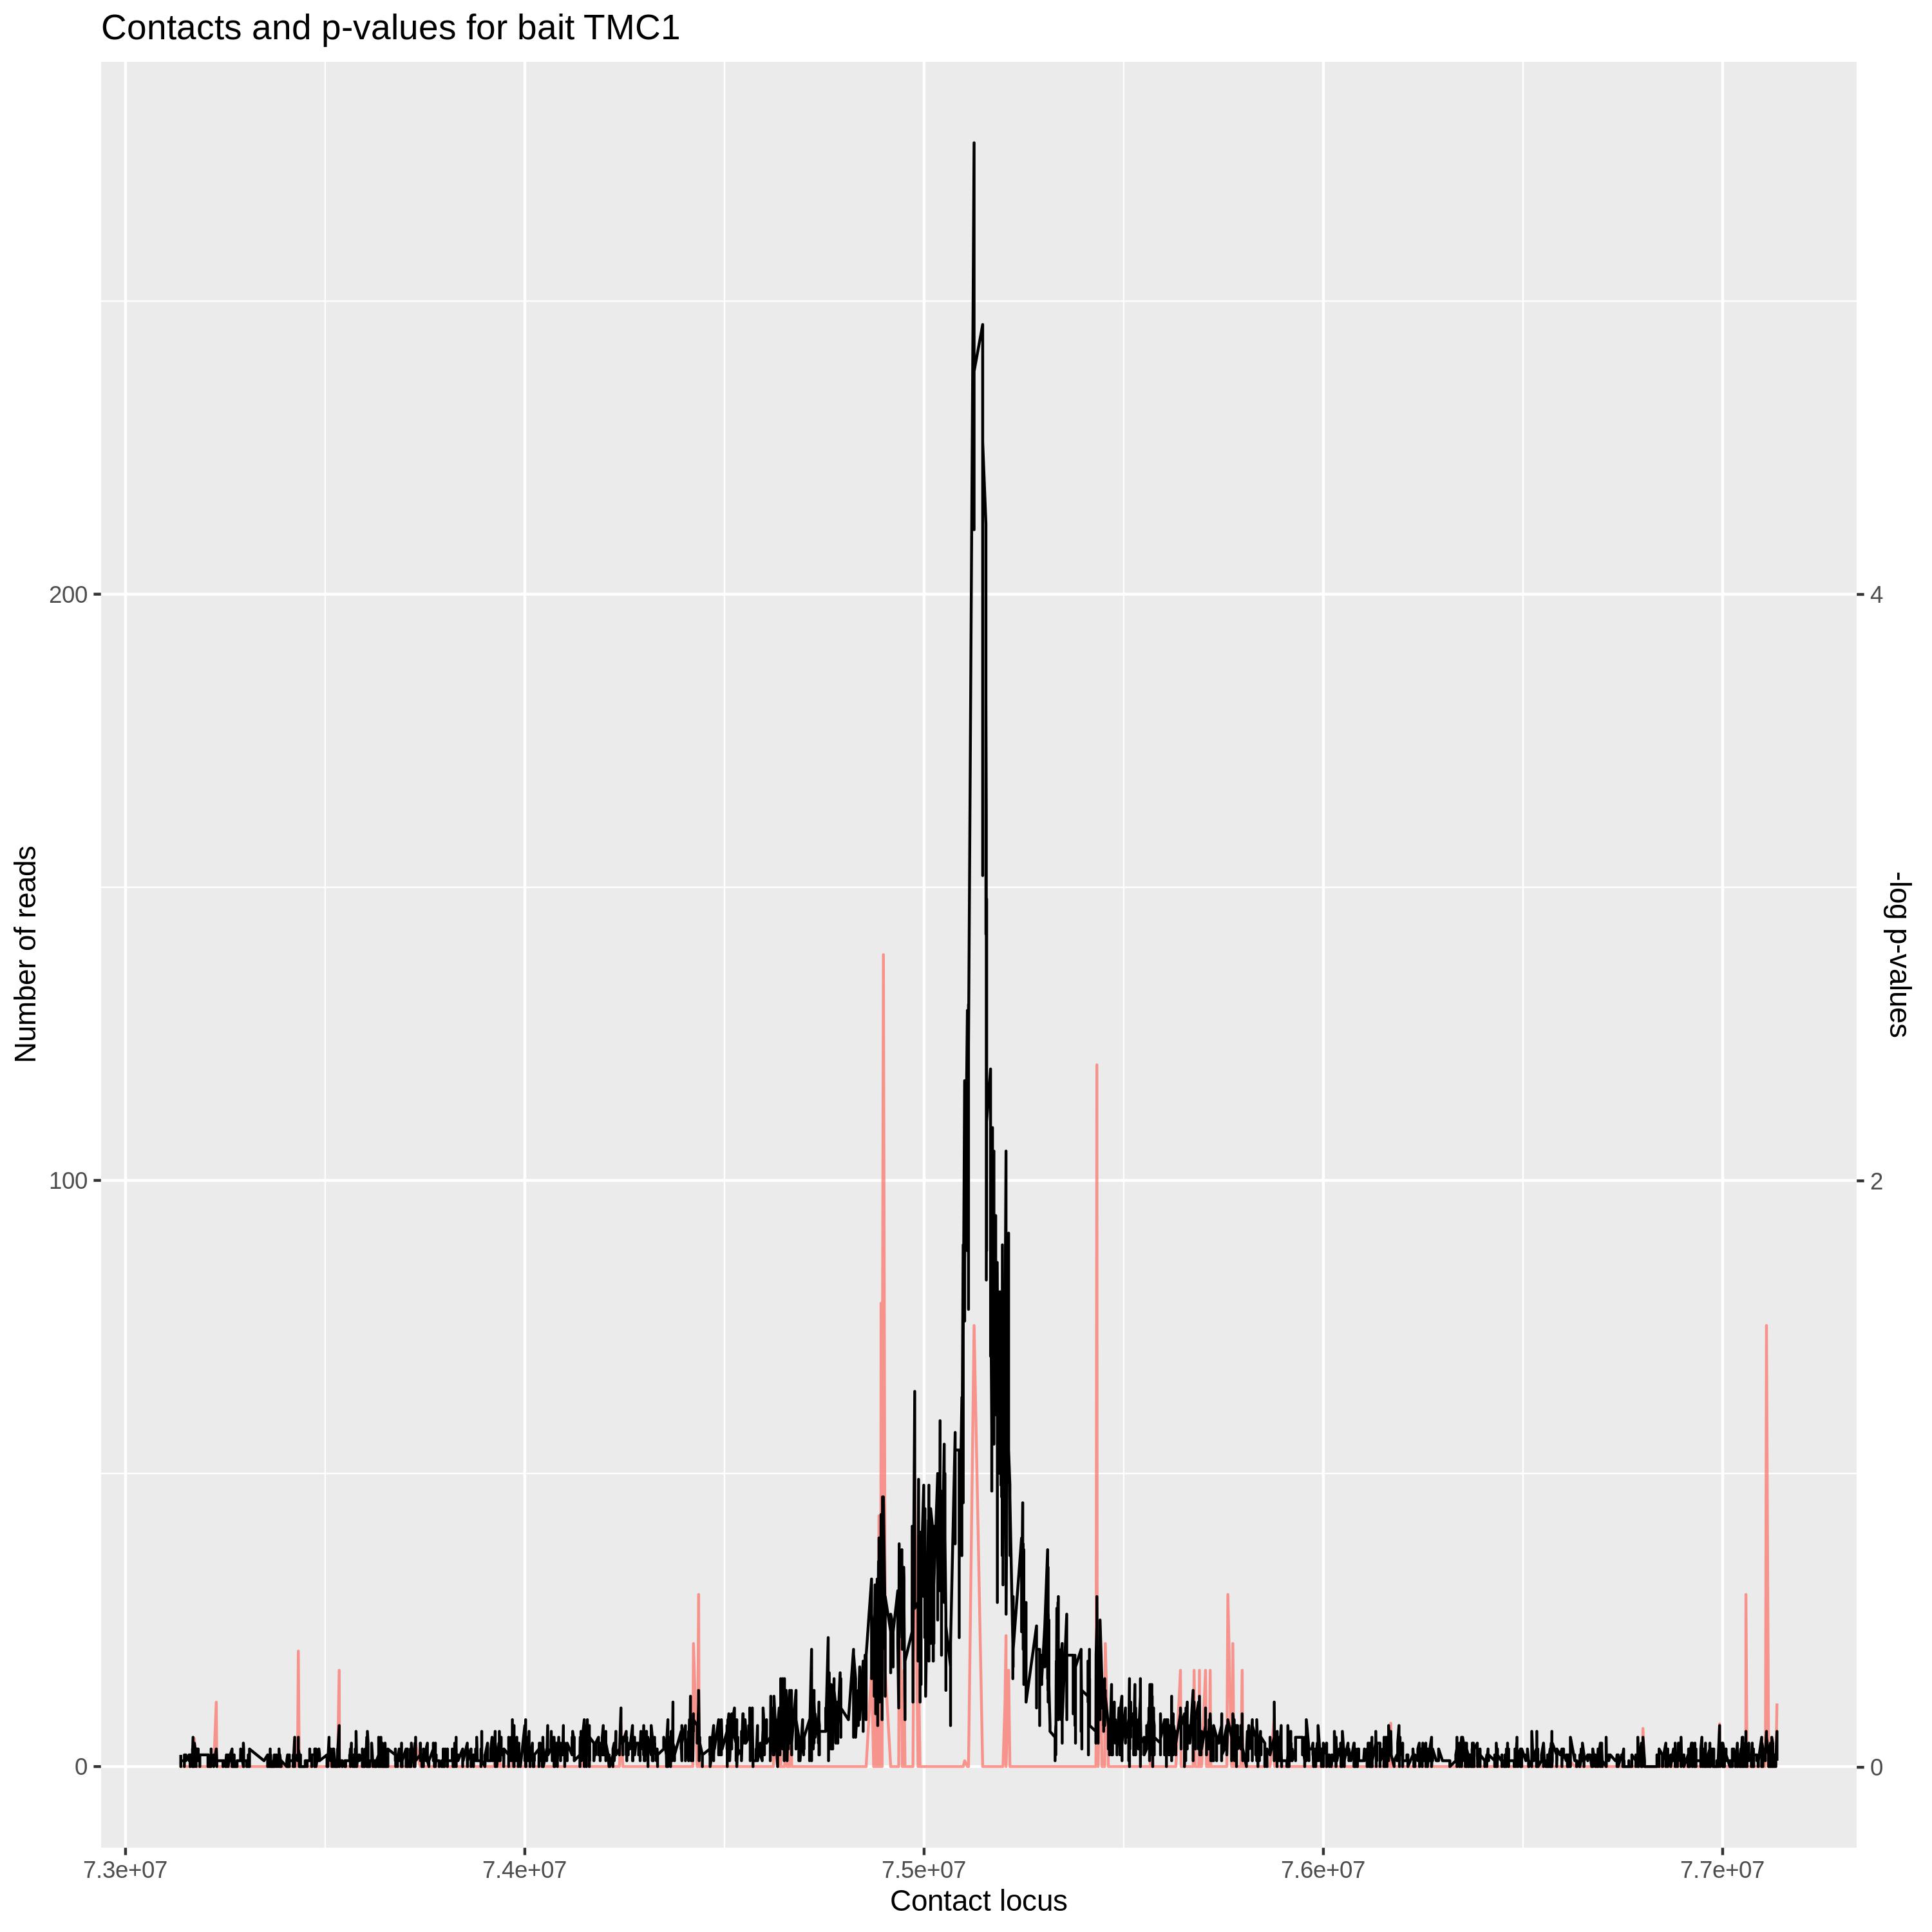 Contacts and p-values for bait TMC1
Number of reads
200
100
0
4
2
0
-log p-values
7.3e+07
7.4e+07
7.5e+07
7.6e+07
7.7e+07
Contact locus